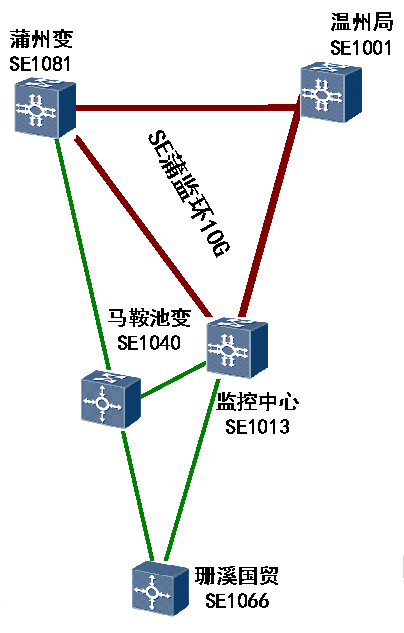 蒲州变
SE1081
温州局
SE1001
SE蒲监环10G
马鞍池变
SE1040
监控中心
SE1013
珊溪国贸
SE1066